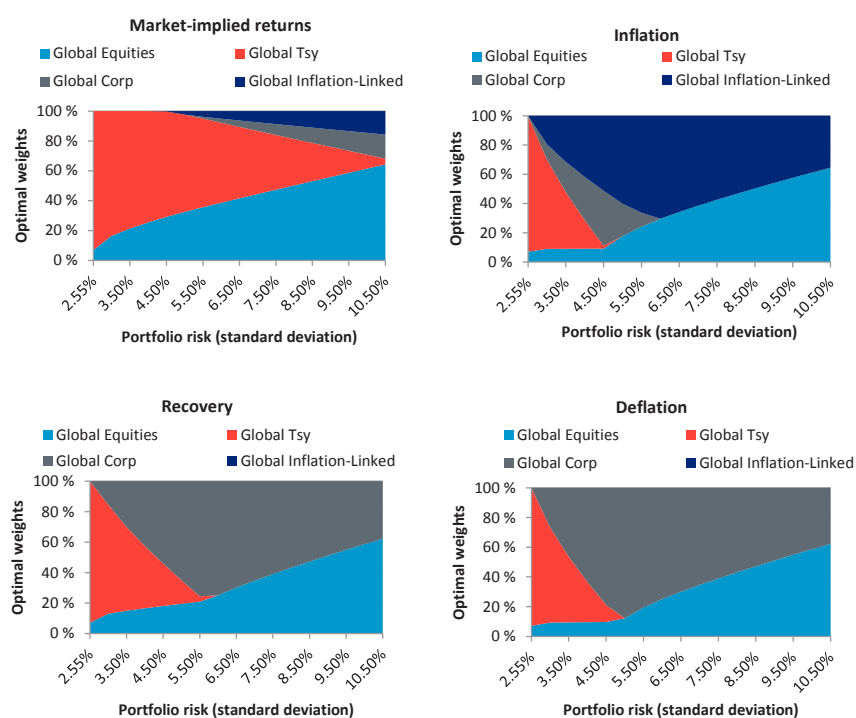 Market-implied returns
Global Equities Global Tsy
Global Corp Global Inflation-Linked
Optimal weights
100 %
80 %
60 %
40 %
20 %
0 %
2.55% 3.50% 4.50% 5.50% 6.50% 7.50% 8.50% 9.50% 10.50%
Portfolio risk (standard deviation)
Inflation
Global Equities Global Tsy
Global Corp Global Inflation-Linked
Optimal weights
100 %
80 %
60 %
40 %
20 %
0 %
2.55% 3.50% 4.50% 5.50% 6.50% 7.50% 8.50% 9.50% 10.50%
Portfolio risk (standard deviation)
Recovery
Global Equities Global Tsy
Global Corp Global Inflation-Linked
Optimal weights
100 %
80 %
60 %
40 %
20 %
0 %
2.55% 3.50% 4.50% 5.50% 6.50% 7.50% 8.50% 9.50% 10.50%
Portfolio risk (standard deviation)
Deflation
Global Equities Global Tsy
Global Corp Global Inflation-Linked
Optimal weights
100 %
80 %
60 %
40 %
20 %
0 %
2.55% 3.50% 4.50% 5.50% 6.50% 7.50% 8.50% 9.50% 10.50%
Portfolio risk (standard deviation)